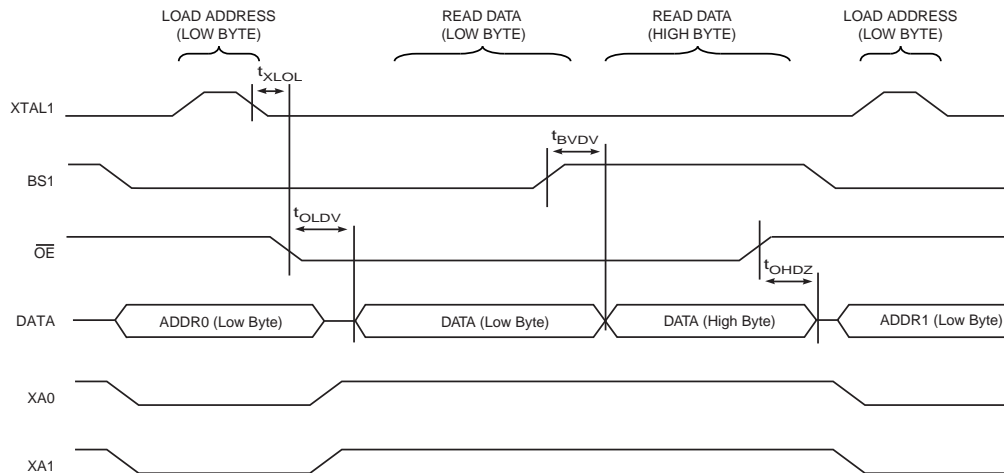 LOAD ADDRESS
(LOW BYTE)
READ DATA
(LOW BYTE)
READ DATA
(HIGH BYTE)
LOAD ADDRESS
(LOW BYTE)
tXLOL
XTAL1
tBVDV
BS1
tOLDV
OE
tOHDZ
DATA
ADDR0 (Low Byte)
DATA (Low Byte)
DATA (High Byte)
ADDR1 (Low Byte)
XA0
XA1